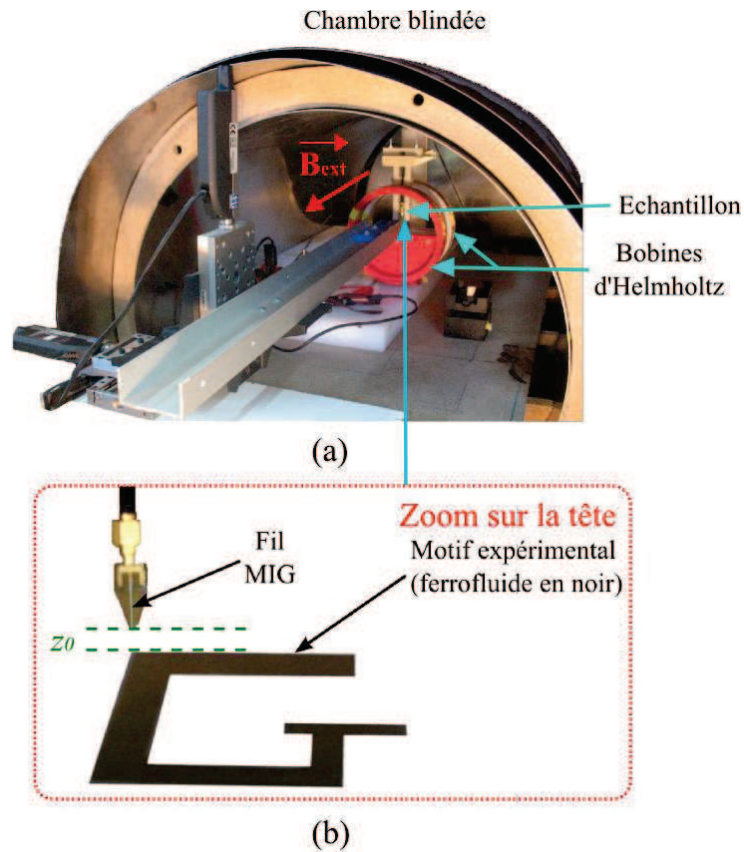 Chambre blindée
Bext
Echantillon
Bobines
d'Helmholtz
(a)
Zoom sur la tête
Fil
MIG
Motif expérimental
(ferrofluide en noir)
z0
(b)